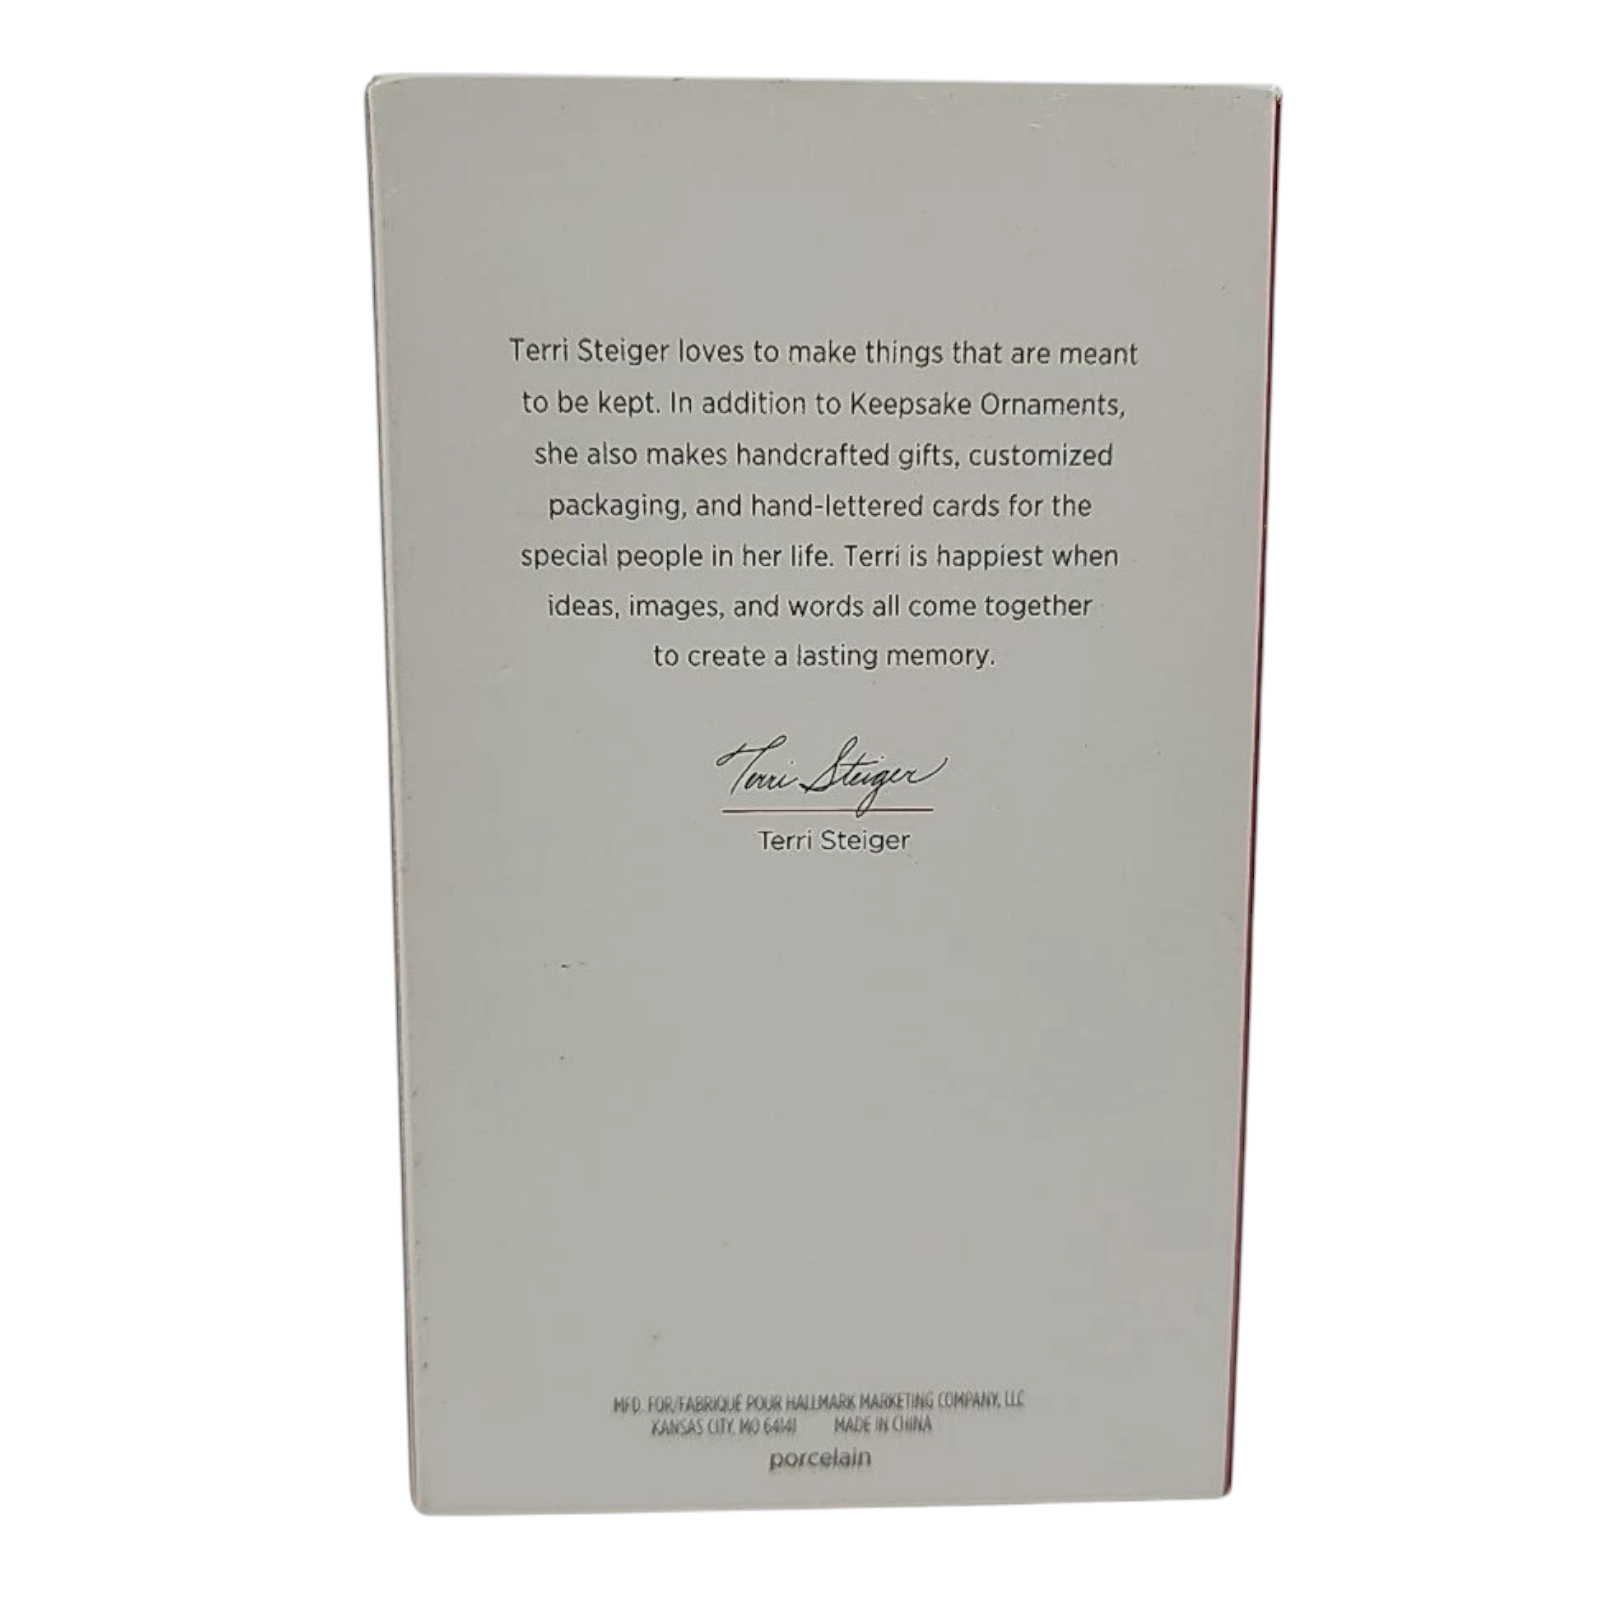 Terri Steiger loves to make things that are meant
to be kept. In addition to Keepsake Ornaments,
she also makes handcrafted gifts, customized
packaging, and hand-lettered cards for the
special people in her life. Terri is happiest when
ideas, images, and words all come together
to create a lasting memory.
Terri Steiger
Terri Steiger
MFD. FOR/FABRIQUÉ POUR HALLMARK MARKETING COMPANY, LLC
KANSAS CITY, MO 64141 MADE IN CHINA
porcelain